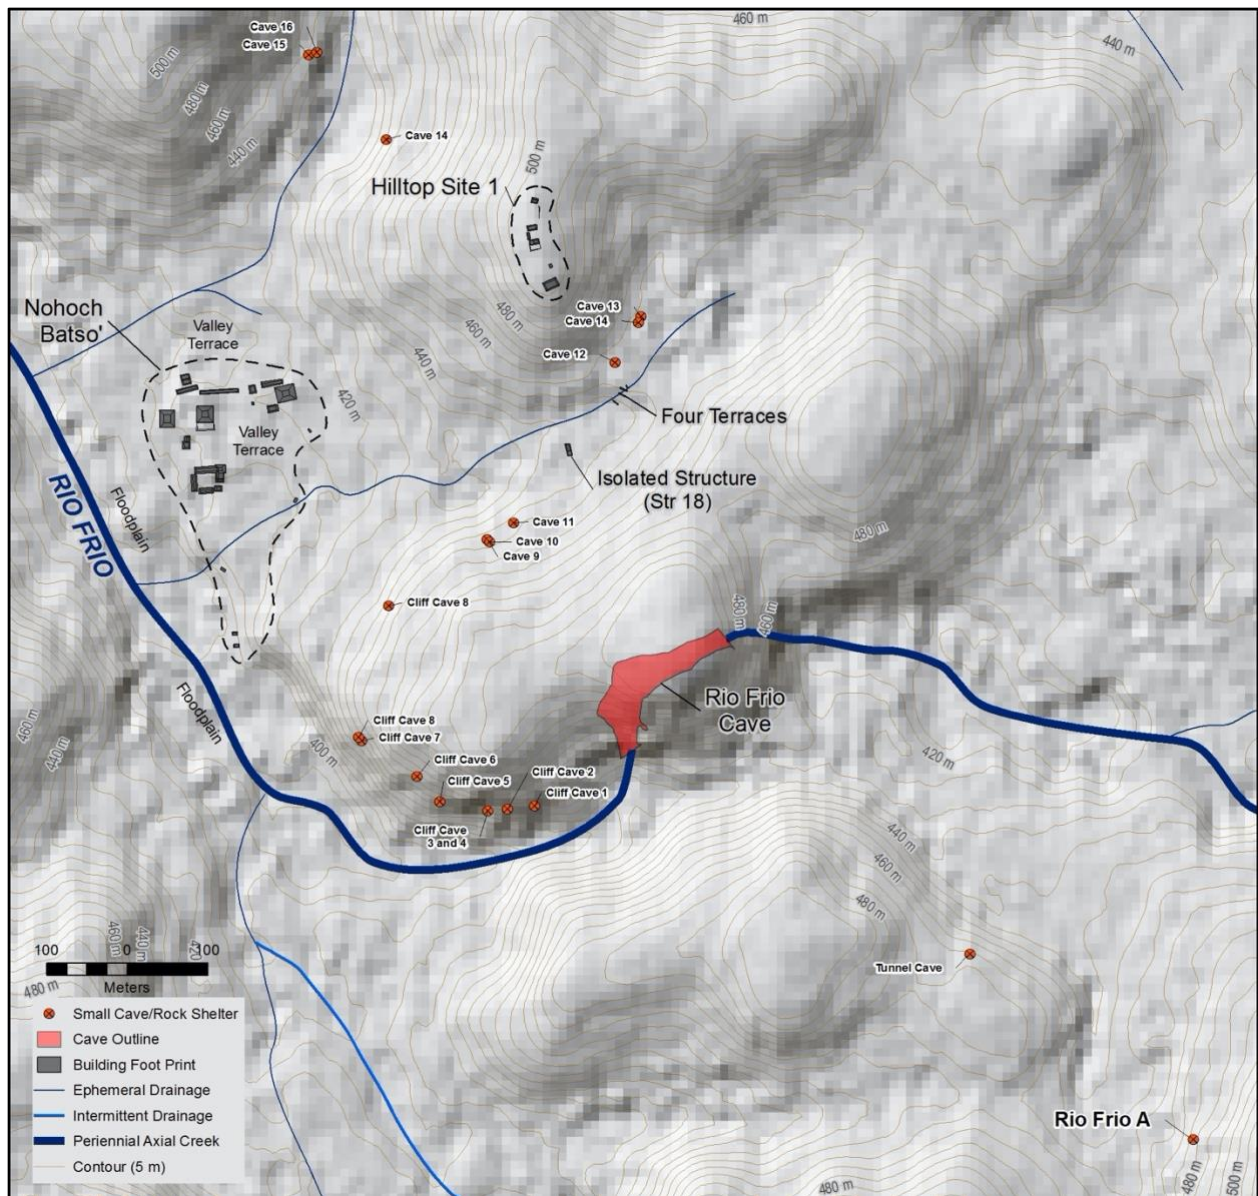 460 m
440 m
Cave 16
Cave 15
500 m
480 m
460 m
440 m
Cave 14
500 m
Hilltop Site 1
Nohoch
Batso'
Valley
Terrace
480 m
460 m
440 m
420 m
Cave 13
Cave 14
Cave 12
Valley
Terrace
Four Terraces
Isolated Structure
(Str 18)
RIO FRIO
Floodplain
Cave 11
Cave 10
Cave 9
480 m
Cliff Cave 8
480 m
460 m
Rio Frio
Cave
Floodplain
460 m
440 m
400 m
Cliff Cave 8
Cliff Cave 7
Cliff Cave 6
Cliff Cave 5
Cliff Cave 2
Cliff Cave 1
Cliff Cave
3 and 4
420 m
440 m
460 m
480 m
Tunnel Cave
460 m
440 m
420
100 0 100
Meters
480 m
Small Cave/Rock Shelter
Cave Outline
Building Foot Print
Ephemeral Drainage
Intermittent Drainage
Periennial Axial Creek
Contour (5 m)
Rio Frio A
480 m
500 m
480 m